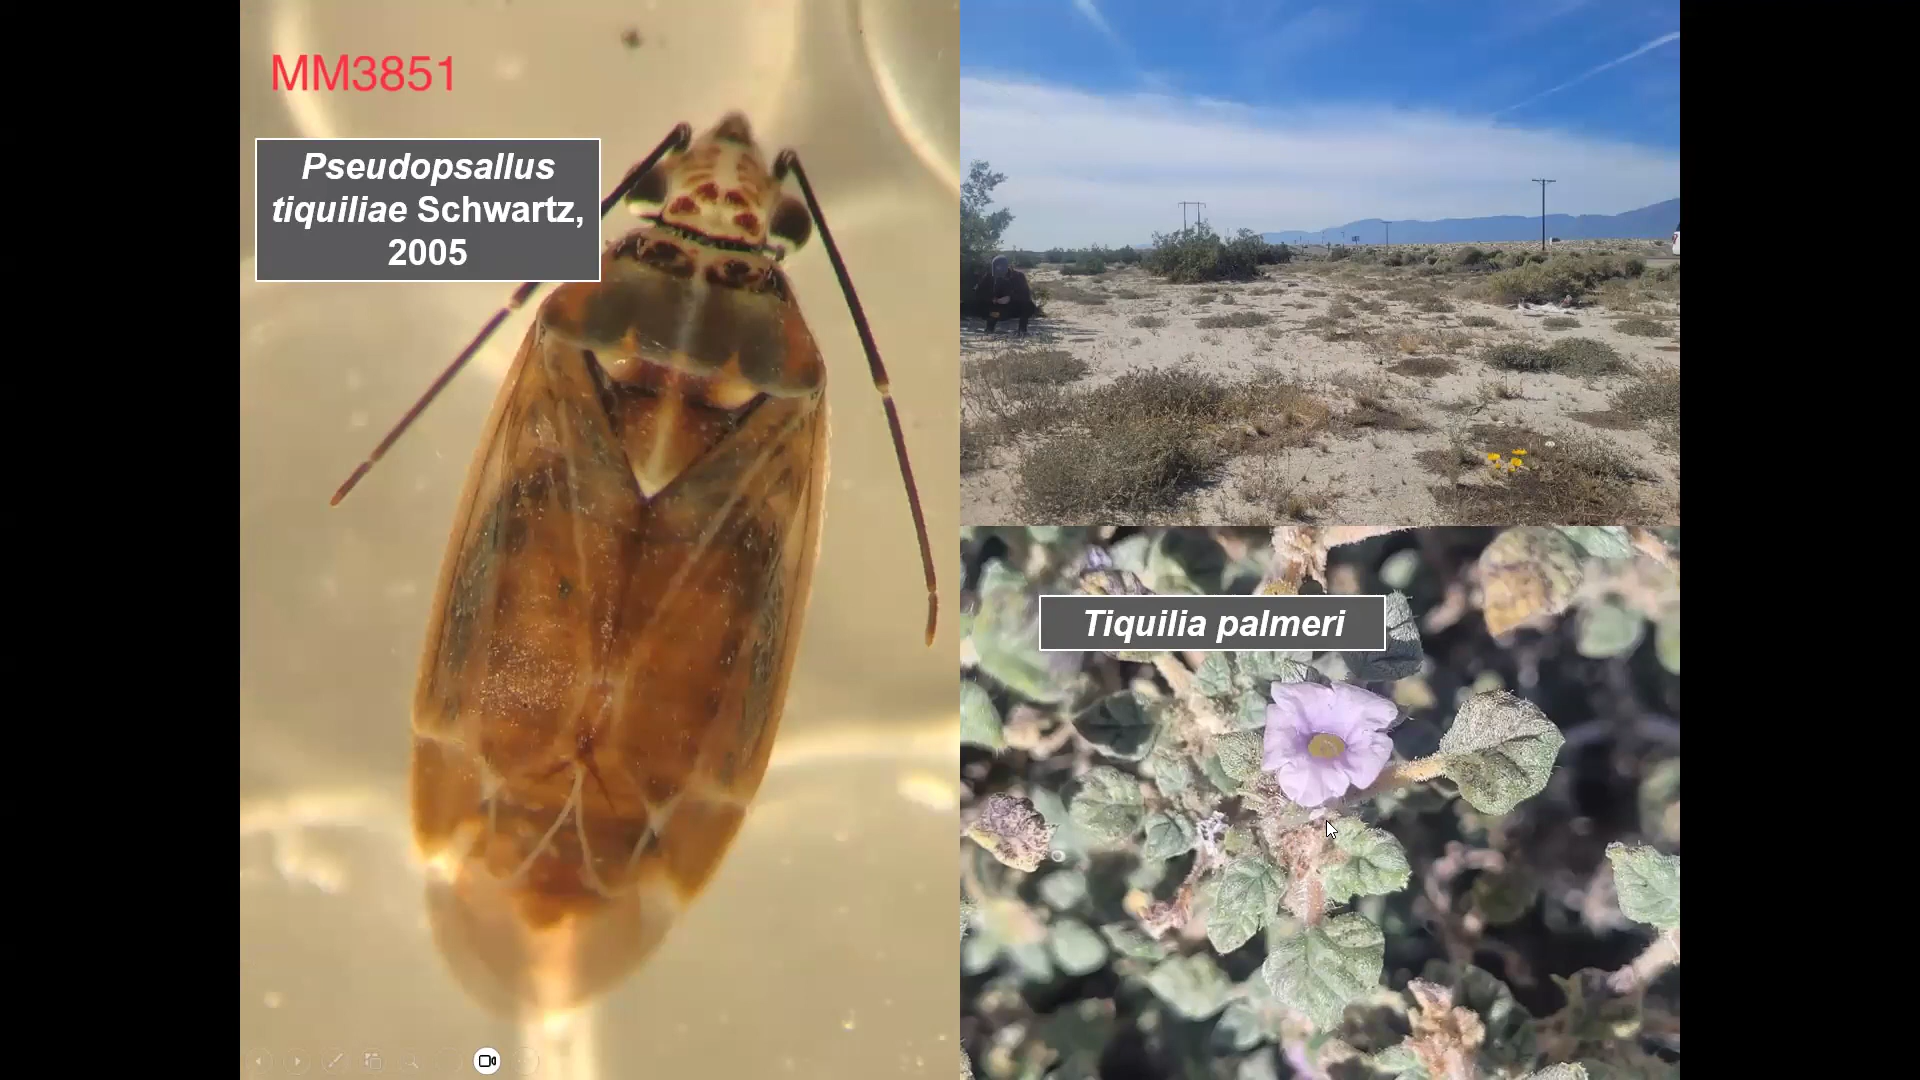 MM3851
Pseudopsallus
tiquiliae Schwartz,
2005
Tiquilia palmeri